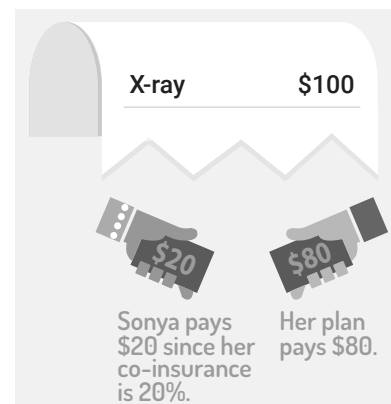 X-ray $100
$20 $80
Sonya pays
$20 since her
co-insurance
is 20%.
Her plan
pays $80.